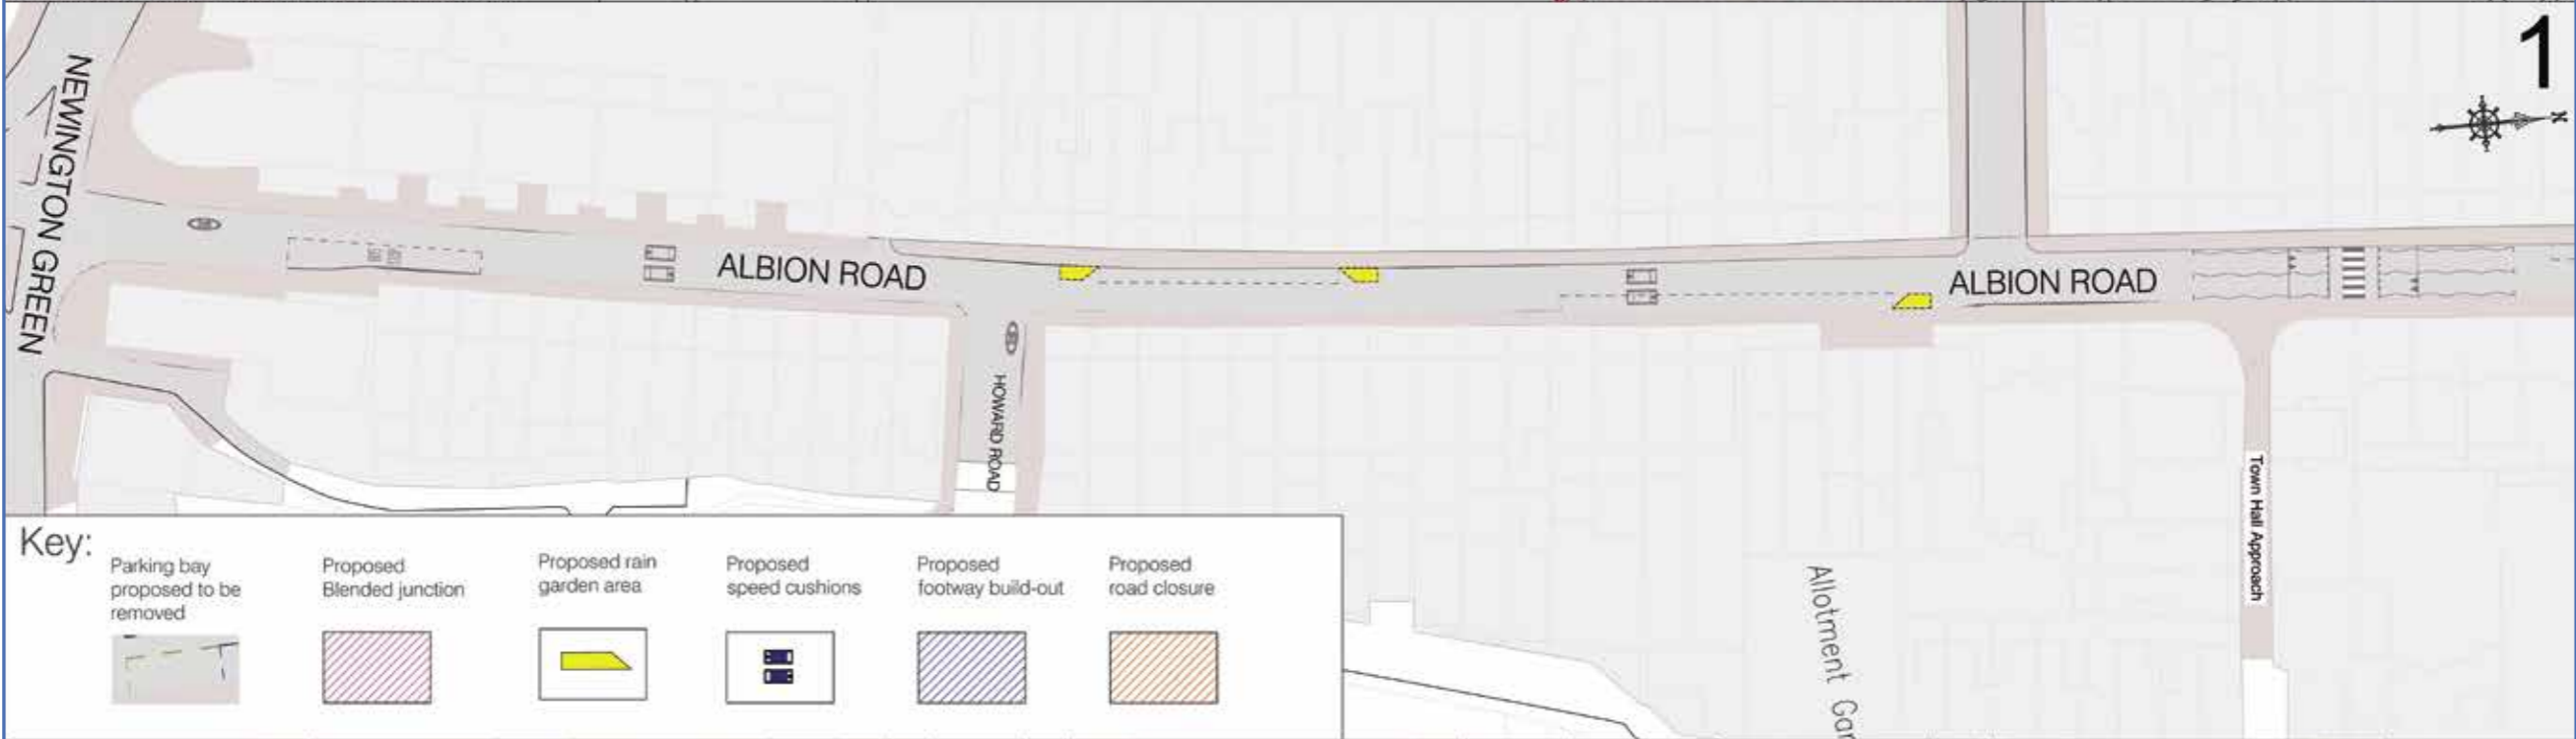 1
N
NEWINGTON GREEN
ALBION ROAD
ALBION ROAD
HOWARD ROAD
Town Hall Approach
Allotment Gar
Key:
Parking bay
proposed to be
removed
Proposed
Blended junction
Proposed rain
garden area
Proposed
speed cushions
Proposed
footway build-out
Proposed
road closure